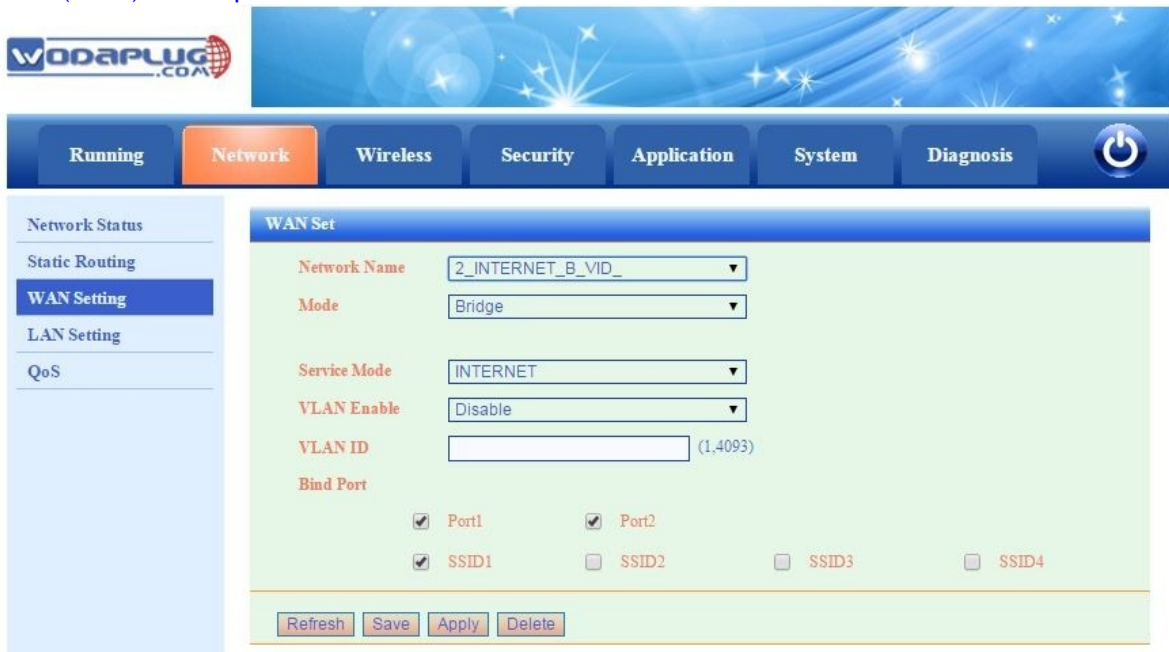 WODAPLUG
.COM
Running Network Wireless Security Application System Diagnosis
Network Status
Static Routing
WAN Setting
LAN Setting
QoS
WAN Set
Network Name 2_INTERNET_B_VID_
Mode Bridge
Service Mode INTERNET
VLAN Enable Disable
VLAN ID (1,4093)
Bind Port
Port1 Port2
SSID1 SSID2 SSID3 SSID4
Refresh Save Apply Delete